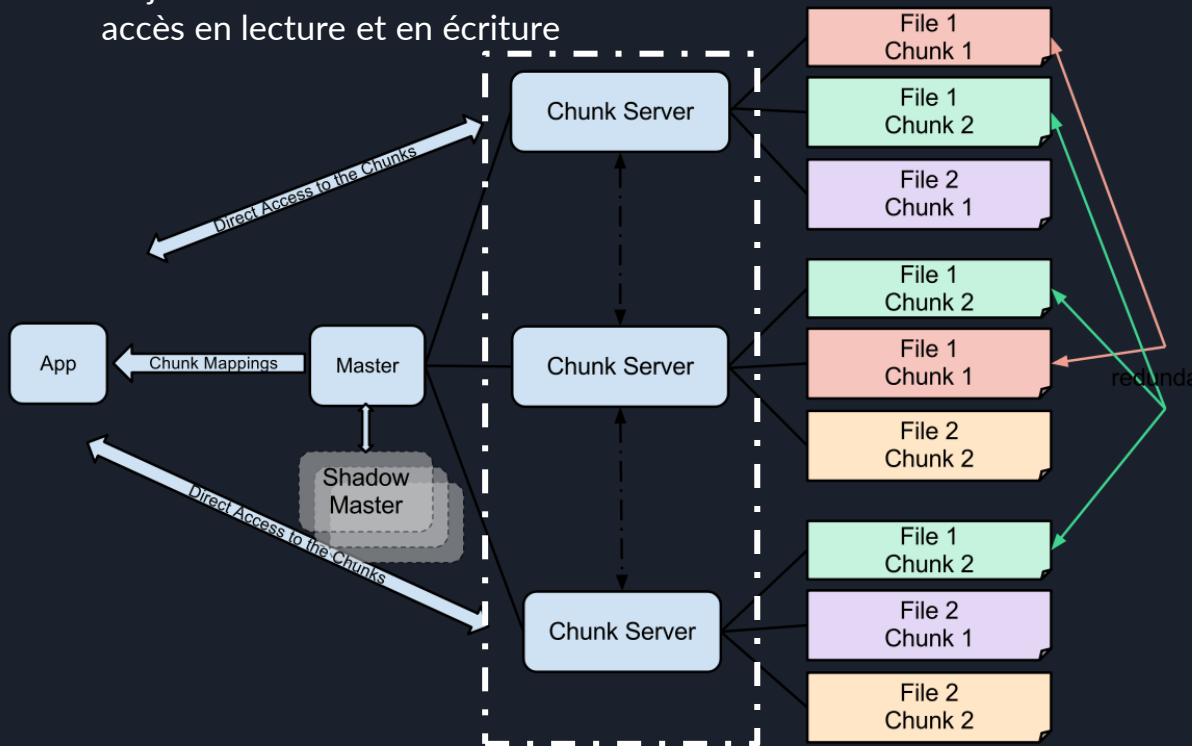 accès en lecture et en écriture
File 1
Chunk 1
Chunk Server
File 1
Chunk 2
Direct Access to the Chunks
File 2
Chunk 1
File 1
Chunk 2
App
Chunk Mappings
Master
Chunk Server
File 1
Chunk 1
File 2
Chunk 2
Shadow
Master
Direct Access to the Chunks
File 1
Chunk 2
Chunk Server
File 2
Chunk 1
File 2
Chunk 2